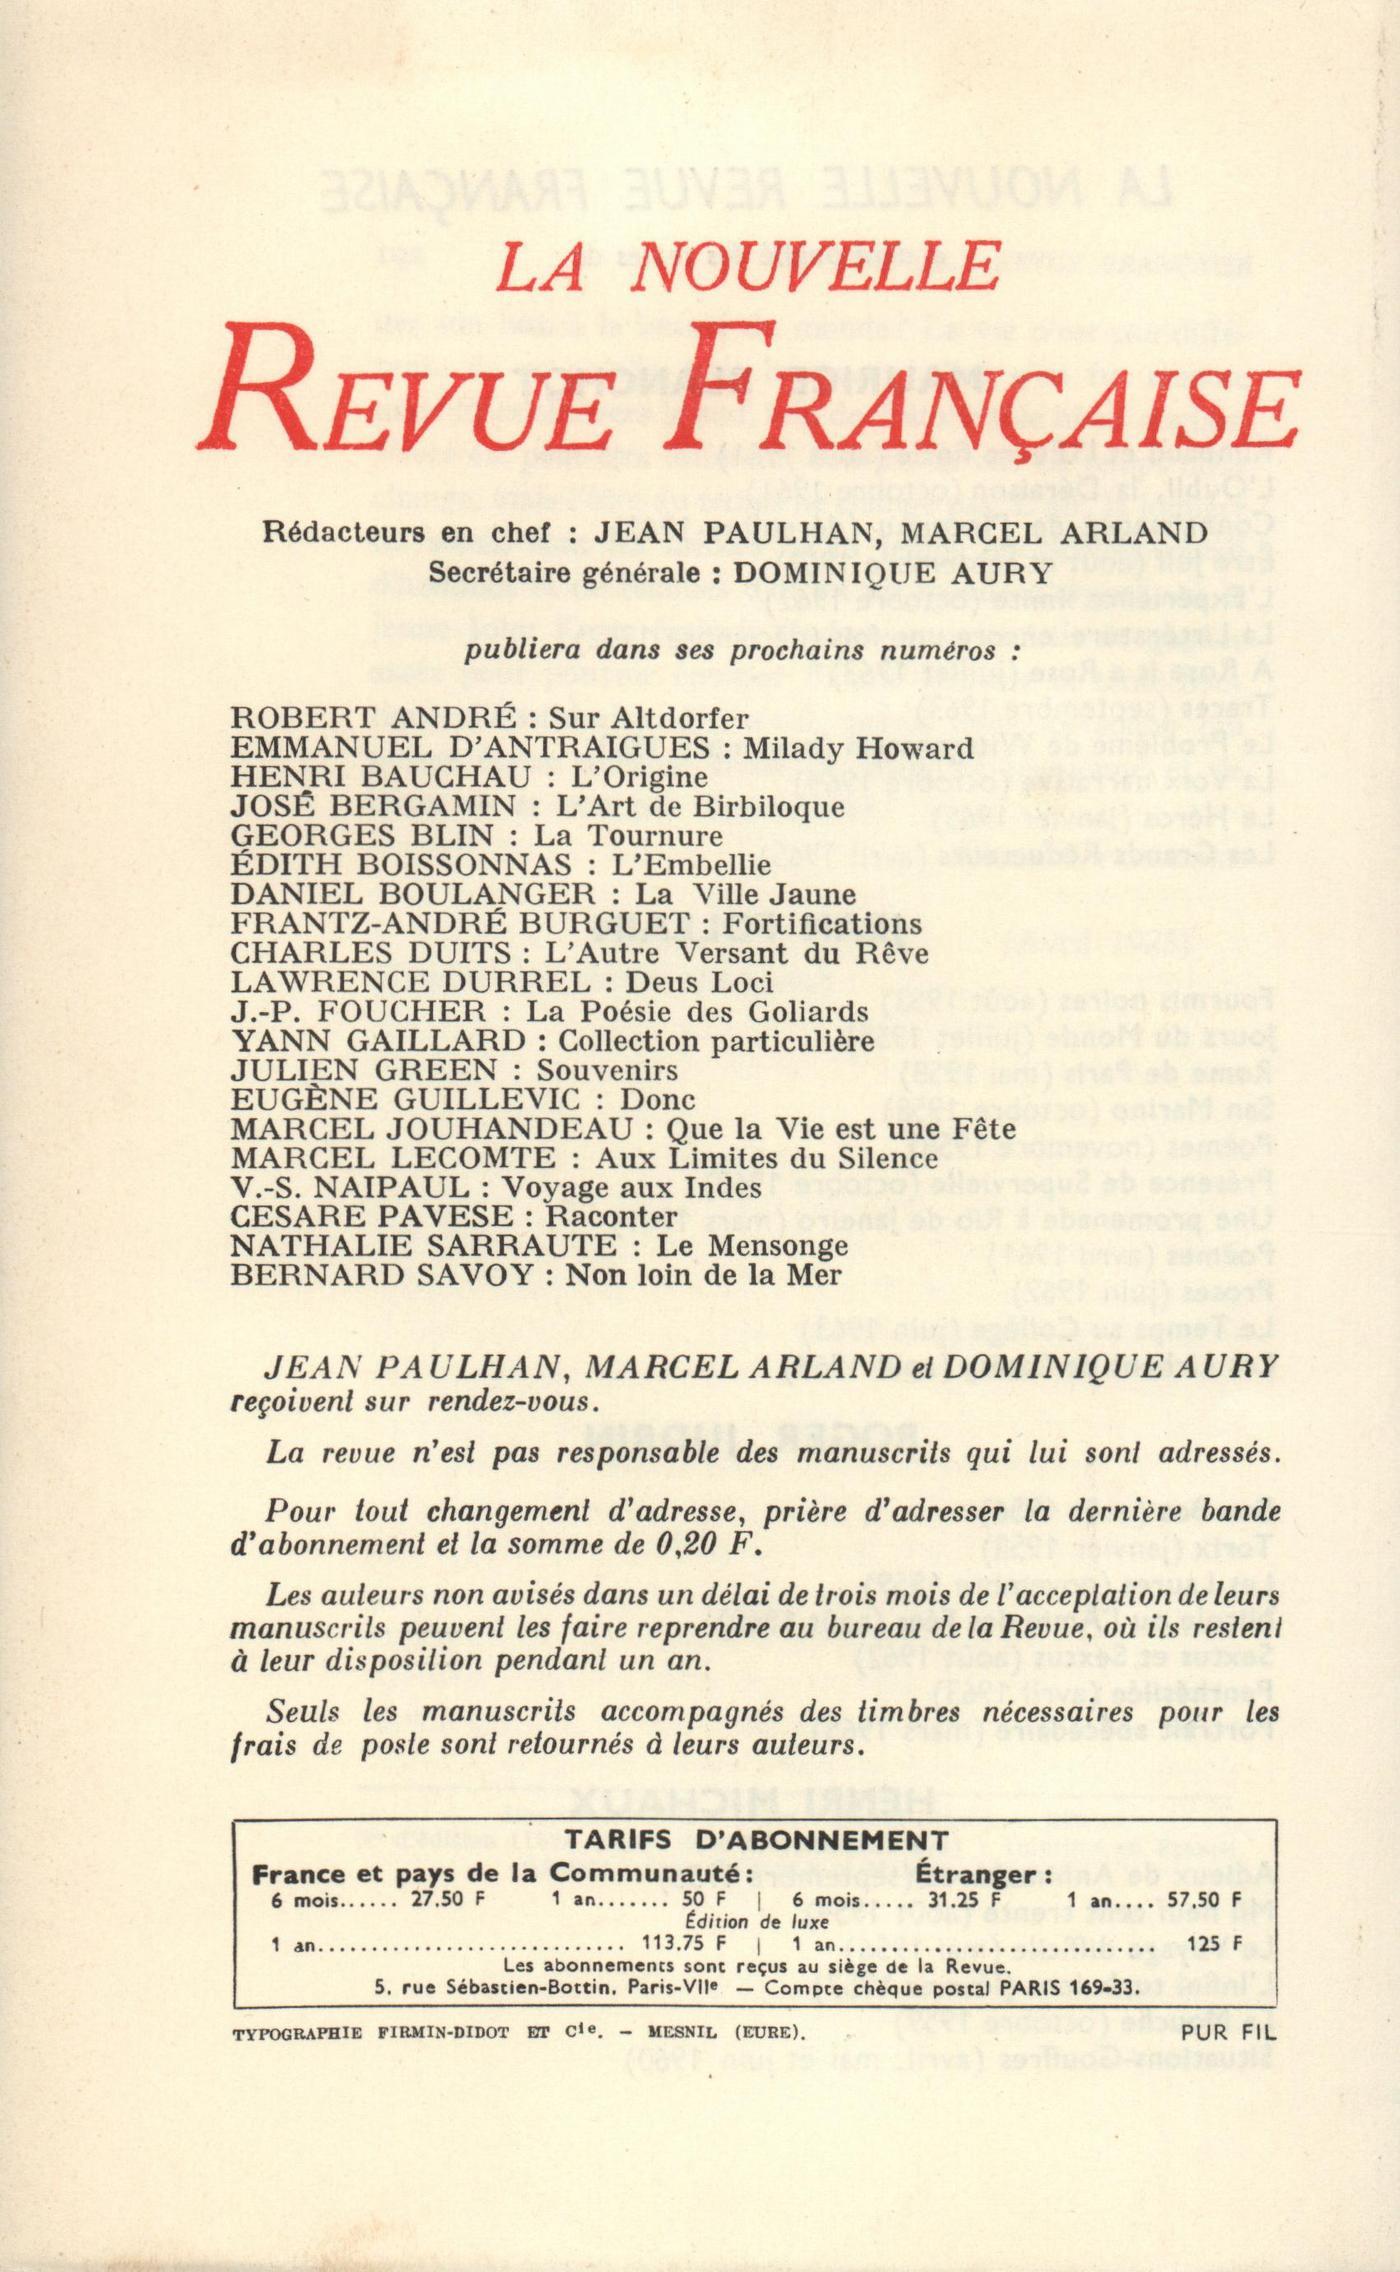 LA NOUVELLE
REVUE FRANÇAISE
Rédacteurs en chef : JEAN PAULHAN, MARCEL ARLAND
Secrétaire générale : DOMINIQUE AURY
publiera dans ses prochains numéros :
ROBERT ANDRÉ : Sur Altdorfer
EMMANUEL D'ANTRAIGUES : Milady Howard
HENRI BAUCHAU : L'Origine
JOSÉ BERGAMIN : L'Art de Birbiloque
GEORGES BLIN : La Tournure
ÉDITH BOISSONNAS : L'Embellie
DANIEL BOULANGER : La Ville Jaune
FRANTZ-ANDRÉ BURGUET : Fortifications
CHARLES DUITS : L'Autre Versant du Rêve
LAWRENCE DURREL : Deus Loci
J.-P. FOUCHER : La Poésie des Goliards
YANN GAILLARD : Collection particulière
JULIEN GREEN : Souvenirs
EUGÈNE GUILLEVIC : Donc
MARCEL JOUHANDEAU : Que la Vie est une Fête
MARCEL LECOMTE : Aux Limites du Silence
V.-S. NAIPAUL : Voyage aux Indes
CESARE PAVESE : Raconter
NATHALIE SARRAUTE : Le Mensonge
BERNARD SAVOY : Non loin de la Mer
JEAN PAULHAN, MARCEL ARLAND et DOMINIQUE AURY
reçoivent sur rendez-vous.
La revue n'est pas responsable des manuscrits qui lui sont adressés.
Pour tout changement d'adresse, prière d'adresser la dernière bande
d'abonnement et la somme de 0,20 F.
Les auteurs non avisés dans un délai de trois mois de l'acceptation de leurs
manuscrits peuvent les faire reprendre au bureau de la Revue, où ils restent
à leur disposition pendant un an.
Seuls les manuscrits accompagnés des timbres nécessaires pour les
frais de poste sont retournés à leurs auteurs.
TARIFS D'ABONNEMENT
France et pays de la Communauté : Étranger :
6 mois...... 27,50 F 1 an....... 50 F | 6 mois..... 31,25 F 1 an.... 57,50 F
Édition de luxe
1 an............................. 113,75 F | 1 an.............................. 125 F
Les abonnements sont reçus au siège de la Revue.
5, rue Sébastien-Bottin, Paris-VIIe — Compte chèque postal PARIS 169-33.
TYPOGRAPHIE FIRMIN-DIDOT ET Cie. — MESNIL (EURE). PUR FIL